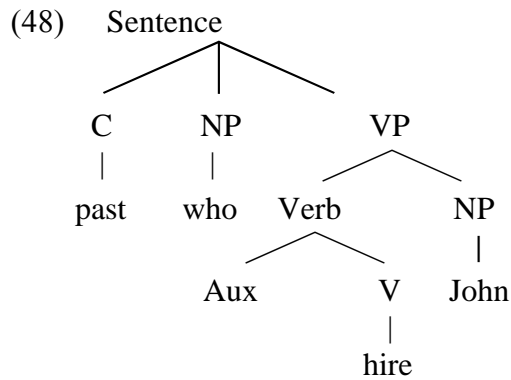 (48) Sentence
C NP VP
past who Verb NP
Aux V John
hire